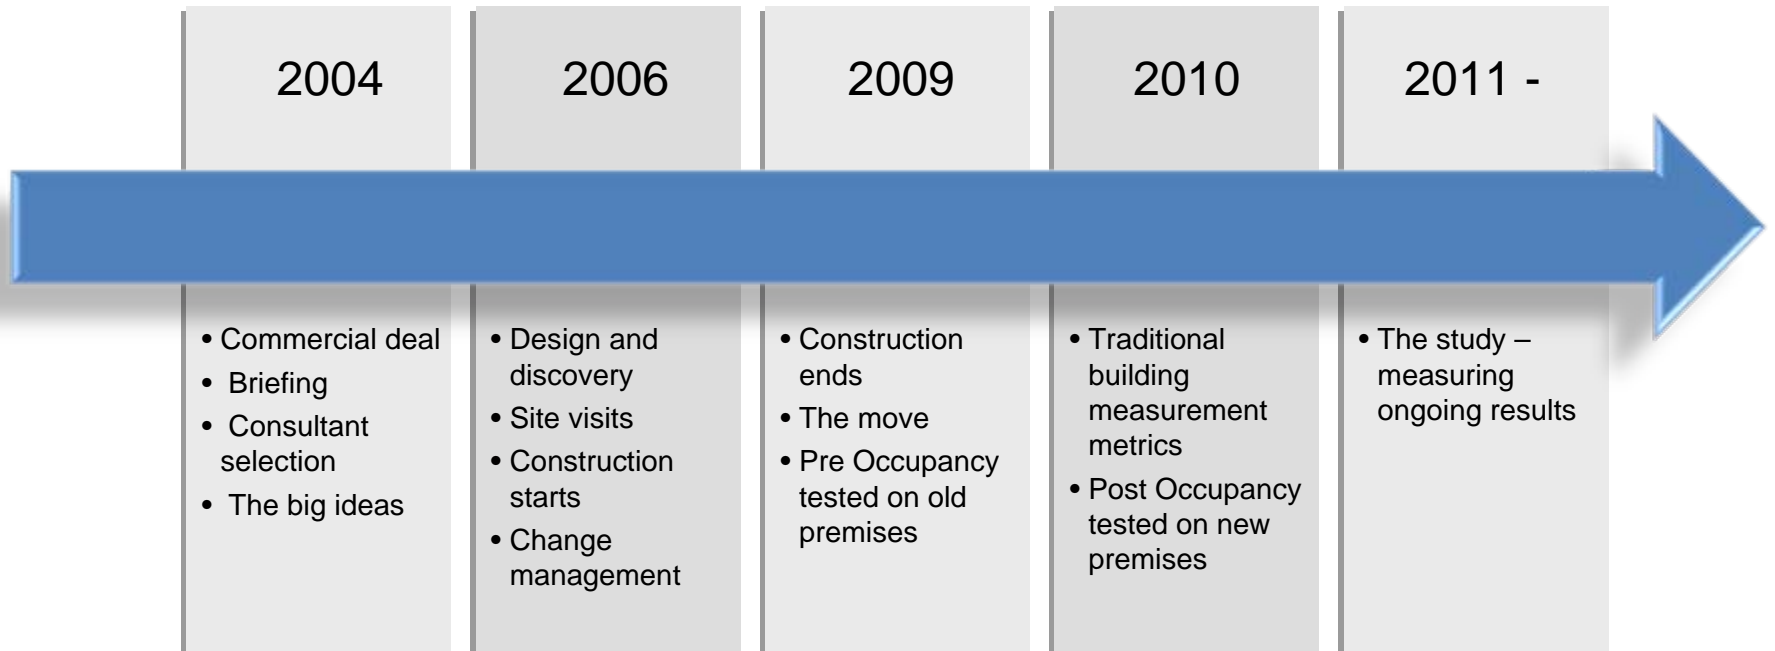 2004
• Commercial deal
• Briefing
• Consultant
selection
• The big ideas
2006
• Design and
discovery
• Site visits
• Construction
starts
• Change
management
2009
• Construction
ends
• The move
• Pre Occupancy
tested on old
premises
2010
• Traditional
building
measurement
metrics
• Post Occupancy
tested on new
premises
2011 -
• The study –
measuring
ongoing results